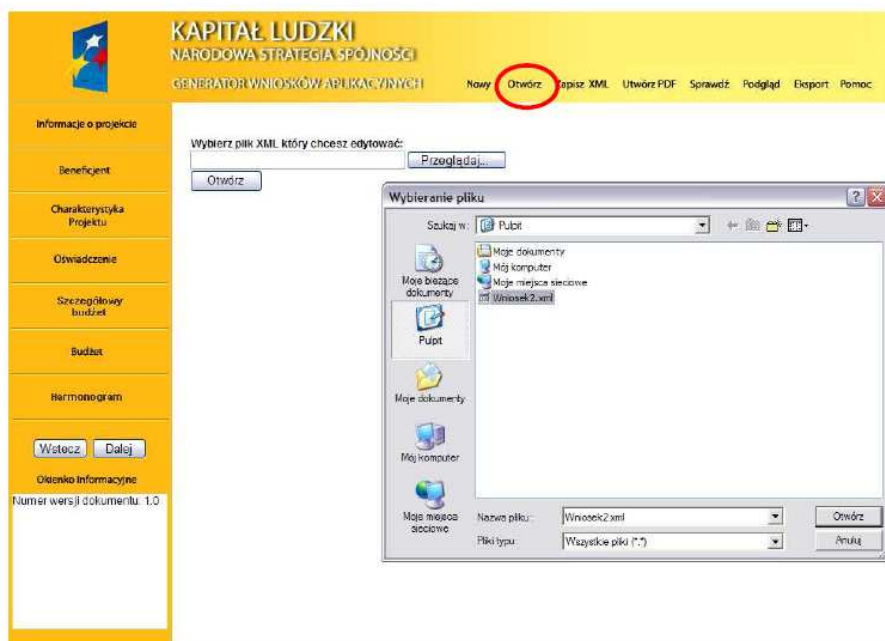 KAPITAŁ LUDZKI
NARODOWA STRATEGIA SPÓJNOŚCI
GENERATOR WNIOSKÓW APLIKACYJNYCH
Nowy Otwórz Zapisz XML Utwórz PDF Sprawdź Podgląd Eksport Pomoc
Informacje o projekcie
Beneficjent
Charakterystyka
Projektu
Oświadczenie
Szczegółowy
budżet
Budżet
Harmonogram
Wstecz Dalej
Okienko Informacyjne
Numer wersji dokumentu: 1.0
Wybierz plik XML który chcesz edytować:
Przeglądaj...
Otwórz
Wybieranie pliku
Szukaj w: Pulpit
Moje bieżące
dokumenty
Pulpit
Moje dokumenty
Mój komputer
Moje miejsca
sieciowe
Moje dokumenty
Mój komputer
Moje miejsca sieciowe
Wniosek2.xml
Nazwa pliku: Wniosek2.xml Otwórz
Pliki typu: Wszystkie pliki (*.*) Anuluj